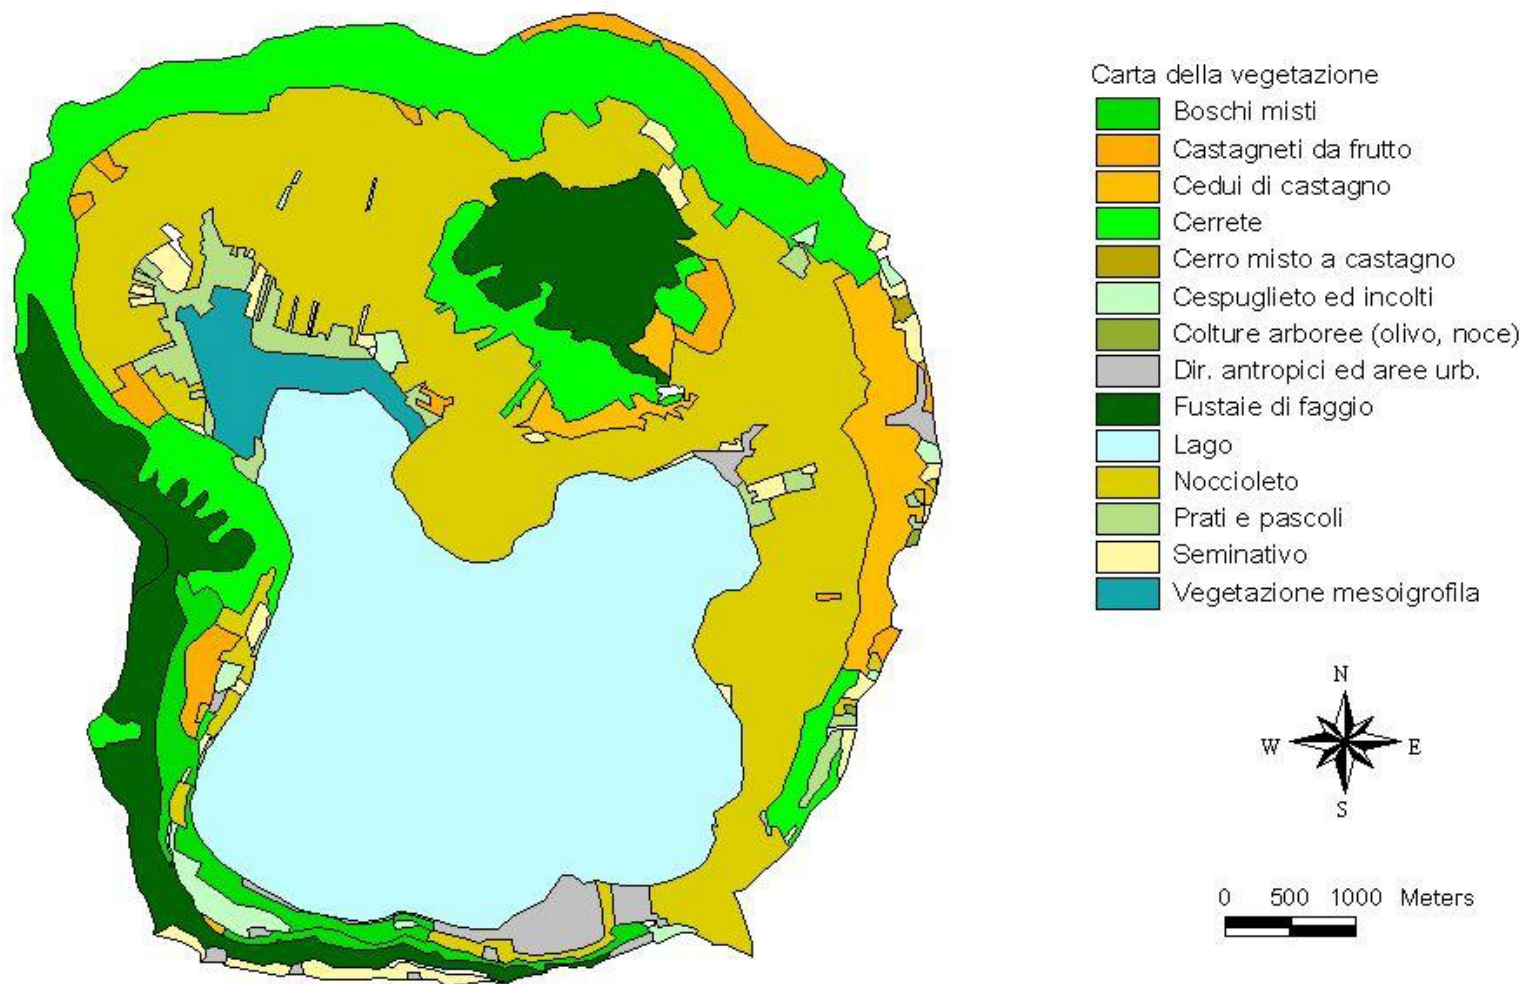 Carta della vegetazione
Boschi misti
Castagneti da frutto
Cedui di castagno
Cerrete
Cerro misto a castagno
Cespuglieto ed incolti
Colture arboree (olivo, noce)
Dir. antropici ed aree urb.
Fustaie di faggio
Lago
Noccioleto
Prati e pascoli
Seminativo
Vegetazione mesoigrofila
N
W E
S
0 500 1000 Meters